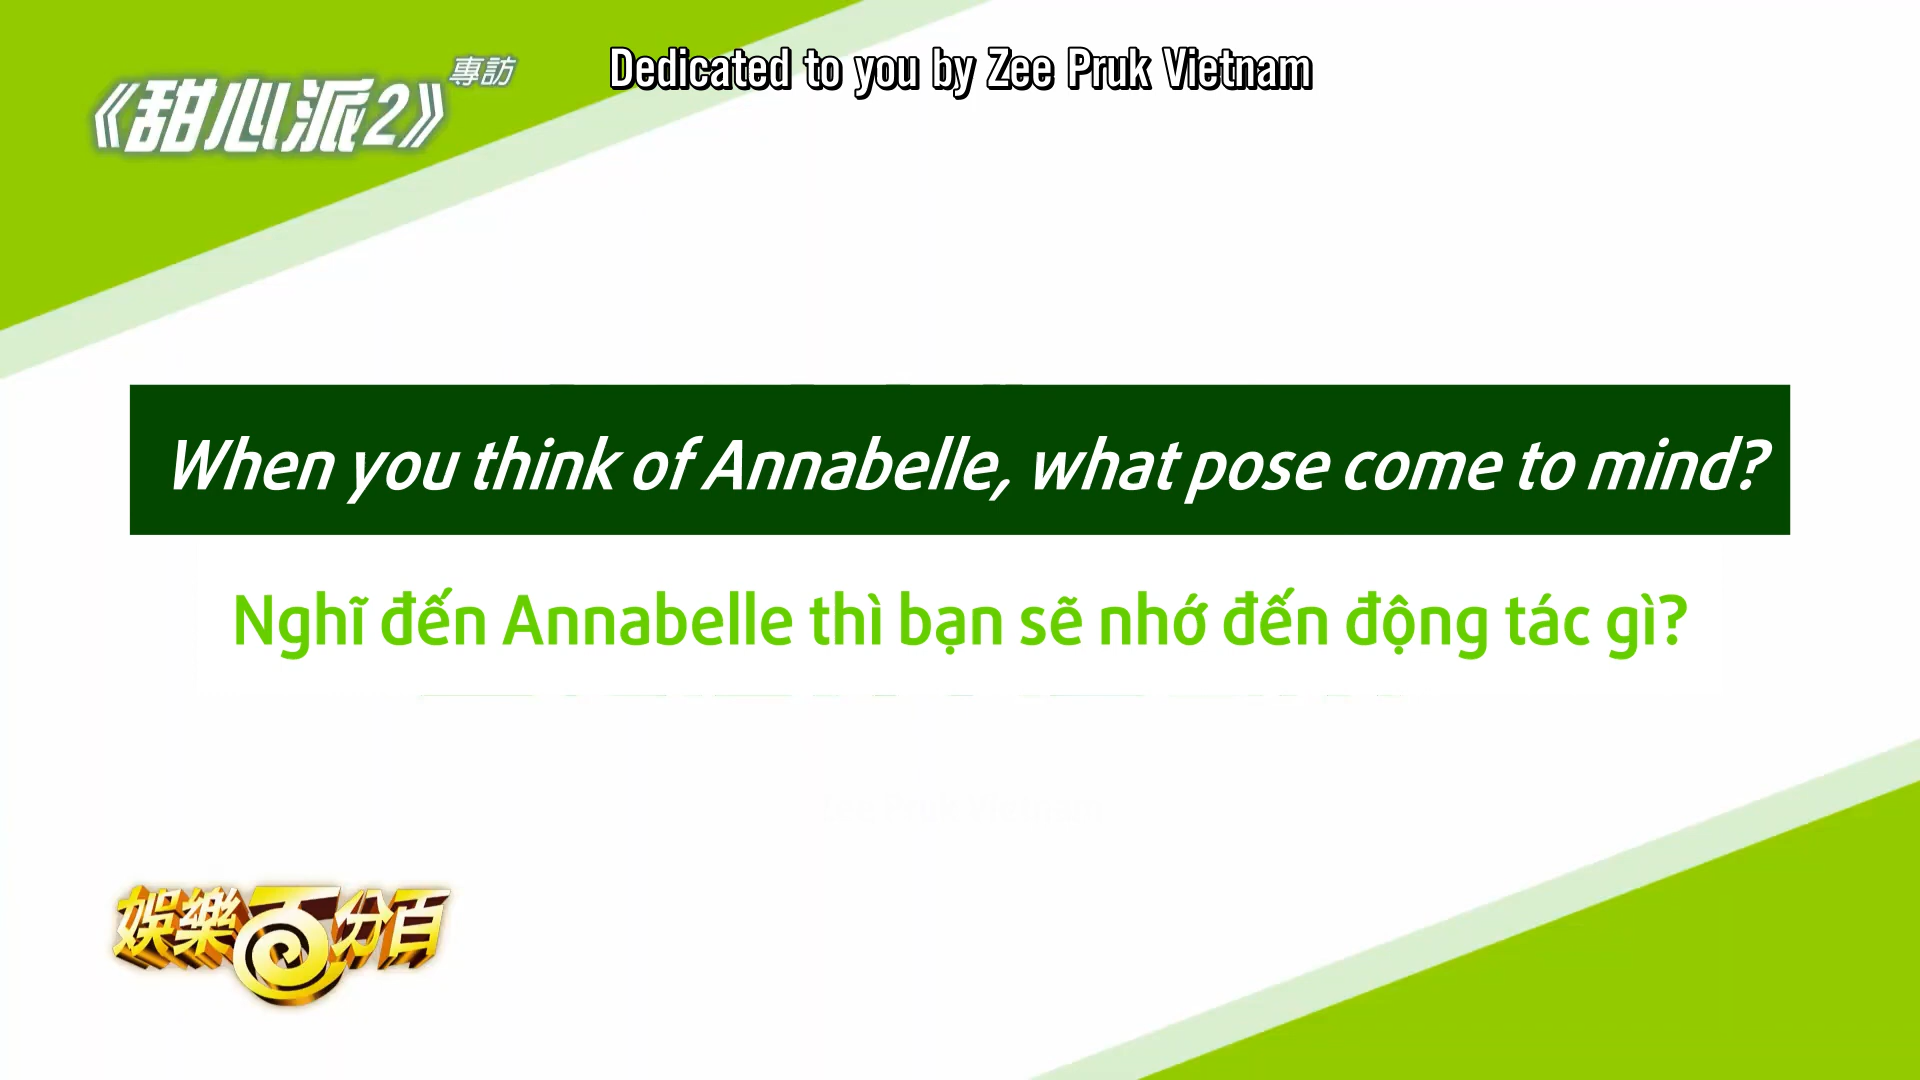 《甜心派2》專訪
Dedicated to you by Zee Pruk Vietnam
When you think of Annabelle, what pose come to mind?
Nghĩ đến Annabelle thì bạn sẽ nhớ đến động tác gì?
娛樂百分百